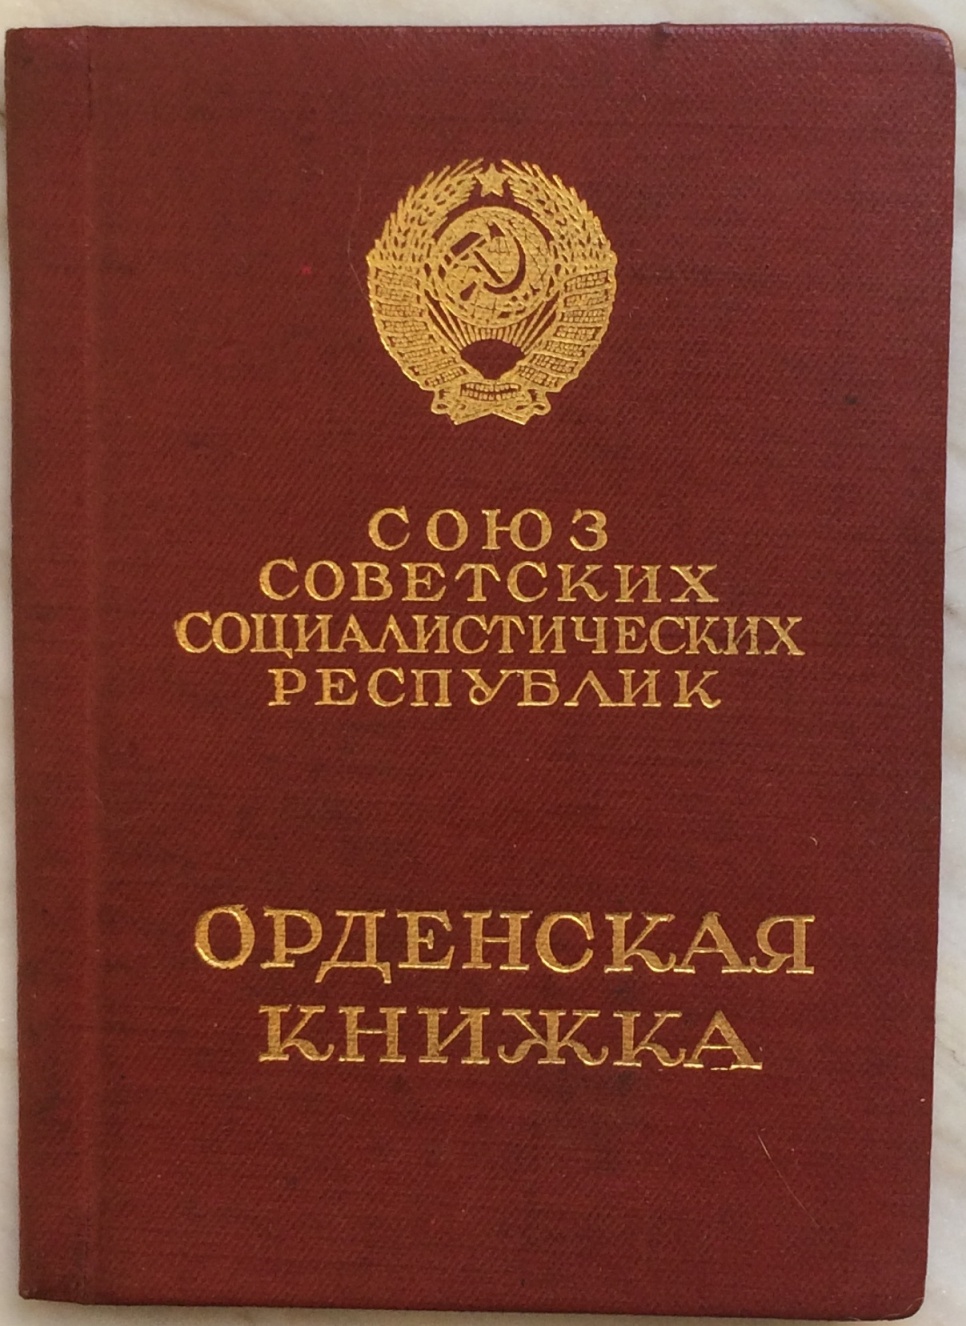 СОЮЗ
СОВЕТСКИХ
СОЦИАЛИСТИЧЕСКИХ
РЕСПУБЛИК
ОРДЕНСКАЯ
КНИЖКА